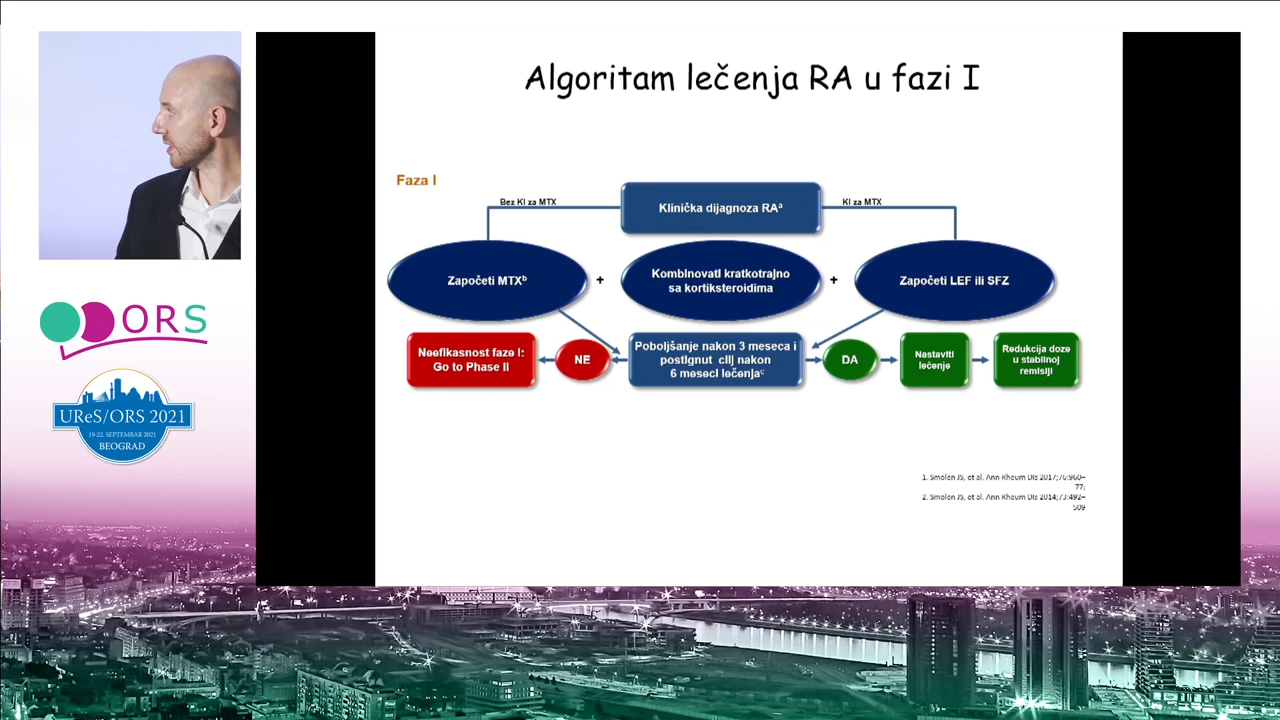 Algoritam lečenja RA u fazi I
Faza I
Bez KI za MTX
Klinička dijagnoza RAᵃ
KI za MTX
Započeti MTXᵇ
+
Kombinovati kratkotrajno
sa kortikosteroidima
+
Započeti LEF ili SFZ
Neefikasnost faze I:
Go to Phase II
NE
Poboljšanje nakon 3 meseca i
postignut cilj nakon
6 meseci lečenjaᶜ
DA
Nastaviti
lečenje
Redukcija doze
u stabilnoj
remisiji
1. Smolen JS, et al. Ann Rheum Dis 2017;76:960–
77;
2. Smolen JS, et al. Ann Rheum Dis 2014;73:492–
509
ORS
UReS/ORS 2021
19-22. SEPTEMBAR 2021
BEOGRAD